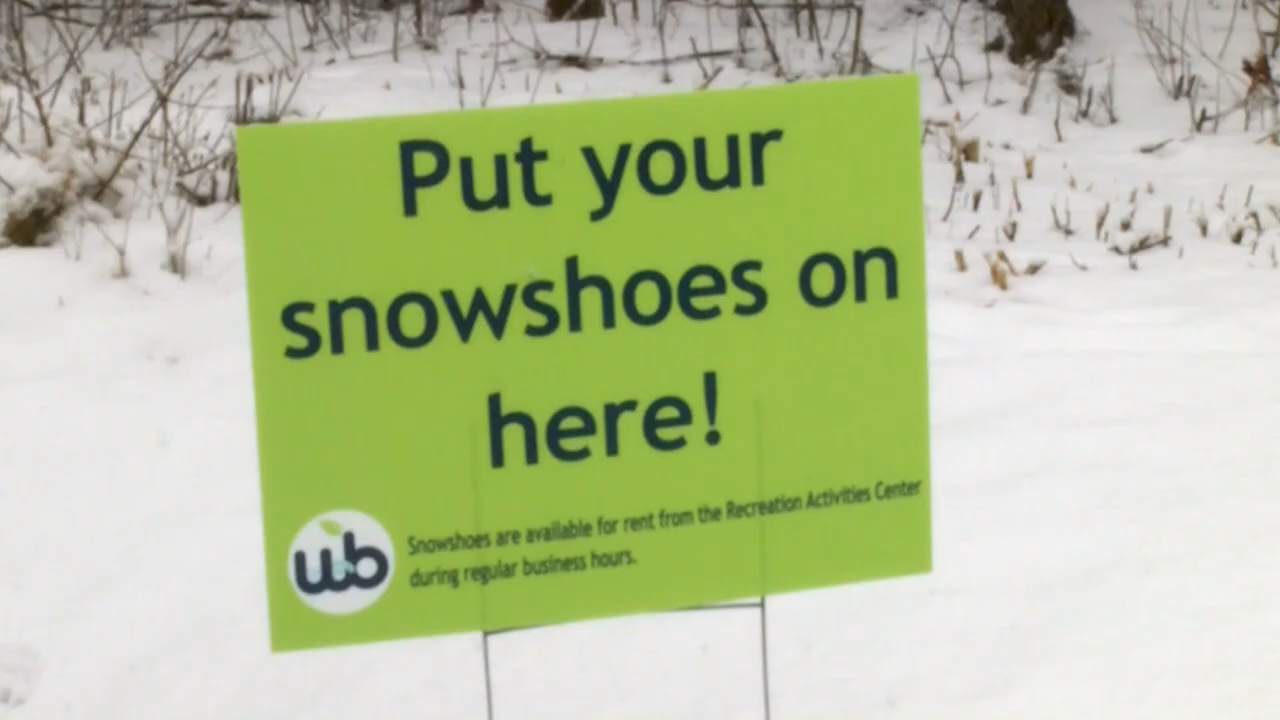 Put your
snowshoes on
here!
Snowshoes are available for rent from the Recreation Activities Center
during regular business hours.
wb